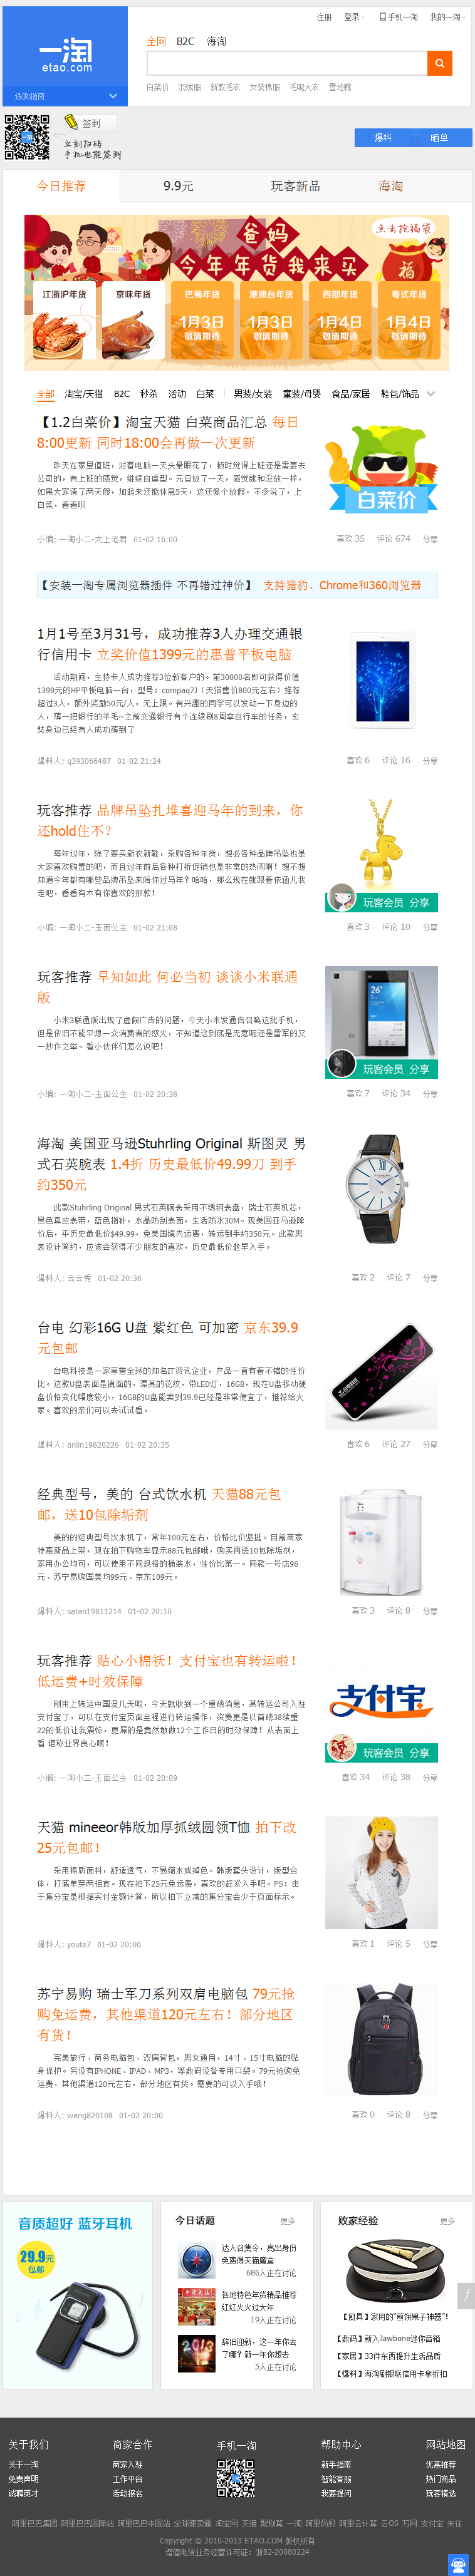 注册 登录 手机一淘 我的一淘
一淘
etao.com
选购指南
全网 B2C 海淘
白菜价 羽绒服 新款毛衣 女装棉服 毛呢大衣 雪地靴
签到
立刻扫码
手机也能签到
爆料 晒单
今日推荐 9.9元 玩客新品 海淘
爸妈
今年年货我来买
点击抢福袋
江浙沪年货 京味年货 巴蜀年货 港澳台年货 西部年货 粤式年货
1月3日 1月3日 1月4日 1月4日
敬请期待 敬请期待 敬请期待 敬请期待
全部 淘宝/天猫 B2C 秒杀 活动 白菜 男装/女装 童装/母婴 食品/家居 鞋包/饰品
【1.2白菜价】淘宝天猫 白菜商品汇总 每日
8:00更新 同时18:00会再做一次更新
昨天在家里值班，对着电脑一天头晕眼花了，顿时觉得上班还是需要去
公司的，有上班的感觉，继续自虐型。元旦放了一天，感觉就和没放一样，
如果大家请了两天假，加起来还能休息5天，这还像个放假。不多说了，上
白菜，看看呗
白菜价
小编: 一淘小二-太上老君 01-02 16:00
喜欢 35 评论 674 分享
【安装一淘专属浏览器插件 不再错过神价】 支持猎豹、Chrome和360浏览器
1月1号至3月31号，成功推荐3人办理交通银
行信用卡 立奖价值1399元的惠普平板电脑
活动期间，主持卡人成功推荐3位新客户的。前30000名即可获得价值
1399元的HP平板电脑一台，型号：compaq7J（天猫售价800元左右）推荐
超过3人，额外奖励50元/人，无上限。有兴趣的同学可以发动一下身边的
人，薅一把银行的羊毛~之前交通银行有个连续刷8周拿自行车的任务，玄
奘身边已经有人成功薅到了
爆料人: q393066487 01-02 21:24
喜欢 6 评论 16 分享
玩客推荐 品牌吊坠扎堆喜迎马年的到来，你
还hold住不？
每年过年，除了要买新衣新鞋，采购各种年货，想必各种品牌吊坠也是
大家喜欢购置的吧，而且过年前后各种打折促销也是非常的热闹啊！想不想
知道今年都有哪些品牌吊坠来陪你过马年？哈哈，那么现在就跟着依涵儿我
走吧，看看有木有你喜欢的那款！
玩客会员 分享
小编: 一淘小二-玉面公主 01-02 21:08
喜欢 3 评论 10 分享
玩客推荐 早知如此 何必当初 谈谈小米联通
版
小米3联通版出现了虚假广告的问题，今天小米发通告召唤这批手机，
但是依旧不能平息一众消费者的怒火，不知道这到底是无意呢还是雷军的又
一炒作之举。看小伙伴们怎么说吧！
玩客会员 分享
小编: 一淘小二-玉面公主 01-02 20:38
喜欢 7 评论 34 分享
海淘 美国亚马逊Stuhrling Original 斯图灵 男
式石英腕表 1.4折 历史最低价49.99刀 到手
约350元
此款Stuhrling Original 男式石英腕表采用不锈钢表盘，瑞士石英机芯，
黑色真皮表带，蓝色指针，水晶防刮表面，生活防水30M。现美国亚马逊降
价后，平历史最低价$49.99，免美国境内运费，转运到手约350元。此款男
表设计简约，应该会获得不少朋友的喜欢，历史最低价趁早入手。
爆料人: 云云秀 01-02 20:36
喜欢 2 评论 7 分享
台电 幻彩16G U盘 紫红色 可加密 京东39.9
元包邮
台电科技是一家享誉全球的知名IT资讯企业，产品一直有着不错的性价
比。这款U盘表面是镜面的，漂亮的花纹，带LED灯，16GB，现在U盘移动硬
盘价格变化幅度较小，16GB的U盘能卖到39.9已经是非常便宜了，推荐给大
家。喜欢的亲们可以去试试看。
爆料人: anlin19820226 01-02 20:35
喜欢 6 评论 27 分享
经典型号，美的 台式饮水机 天猫88元包
邮，送10包除垢剂
美的的经典型号饮水机了，常年100元左右，价格比价坚挺。目前商家
特惠新品上架，现在拍下购物车显示88元包邮哦，购买再送10包除垢剂，
家用办公均可，可以使用不同规格的桶装水，性价比第一。同款一号店96
元、苏宁易购国美均99元、京东109元。
爆料人: satan19811214 01-02 20:10
喜欢 3 评论 8 分享
玩客推荐 贴心小棉袄！支付宝也有转运啦！
低运费+时效保障
刚用上转运中国没几天呢，今天就收到一个重磅消息，某转运公司入驻
支付宝了，可以在支付宝页面全程进行转运操作，资费更是以首磅38续重
22的低价让我震惊，更屌的是竟然敢做12个工作日的时效保障！从表面上
看 堪称业界良心啊！
支付宝
玩客会员 分享
小编: 一淘小二-玉面公主 01-02 20:09
喜欢 34 评论 38 分享
天猫 mineeor韩版加厚抓绒圆领T恤 拍下改
25元包邮！
采用棉质面料，舒适透气，不易缩水或掉色。韩版套头设计，版型合
体，打底单穿两相宜。现在拍下25元免运费，喜欢的赶紧入手吧。PS：由
于集分宝是根据实付金额计算，所以拍下立减的集分宝会少于页面标示。
爆料人: youte7 01-02 20:00
喜欢 1 评论 5 分享
苏宁易购 瑞士军刀系列双肩电脑包 79元抢
购免运费，其他渠道120元左右！部分地区
有货！
完美旅行、商务电脑包、双肩背包，男女通用，14寸、15寸电脑的贴
身保护。另设有IPHONE、IPAD、MP3，等数码设备专用口袋。79元抢购免
运费，其他渠道120元左右，部分地区有货。需要的可以入手哦！
爆料人: wang820108 01-02 20:00
喜欢 0 评论 8 分享
音质超好 蓝牙耳机
29.9元
包邮
今日话题 更多
达人召集令，高出身份
免费得天猫魔盒
686人正在讨论
各地特色年货精品推荐
红红火火过大年
19人正在讨论
辞旧迎新，这一年你去
了哪？新一年你想去
5人正在讨论
败家经验 更多
【厨具】家用的“煎饼果子神器”!
【数码】新入Jawbone迷你音箱
【家居】33件东西提升生活品质
【爆料】海淘刷银联信用卡拿折扣
关于我们 商家合作 手机一淘 帮助中心 网站地图
关于一淘 商家入驻 新手指南 优惠推荐
免责声明 工作平台 智能客服 热门商品
诚聘英才 活动报名 我要提问 玩客精选
阿里巴巴集团 阿里巴巴国际站 阿里巴巴中国站 全球速卖通 淘宝网 天猫 聚划算 一淘 阿里妈妈 阿里云计算 云OS 万网 支付宝 来往
Copyright © 2010-2013 ETAO.COM 版权所有
增值电信业务经营许可证：浙B2-20080224